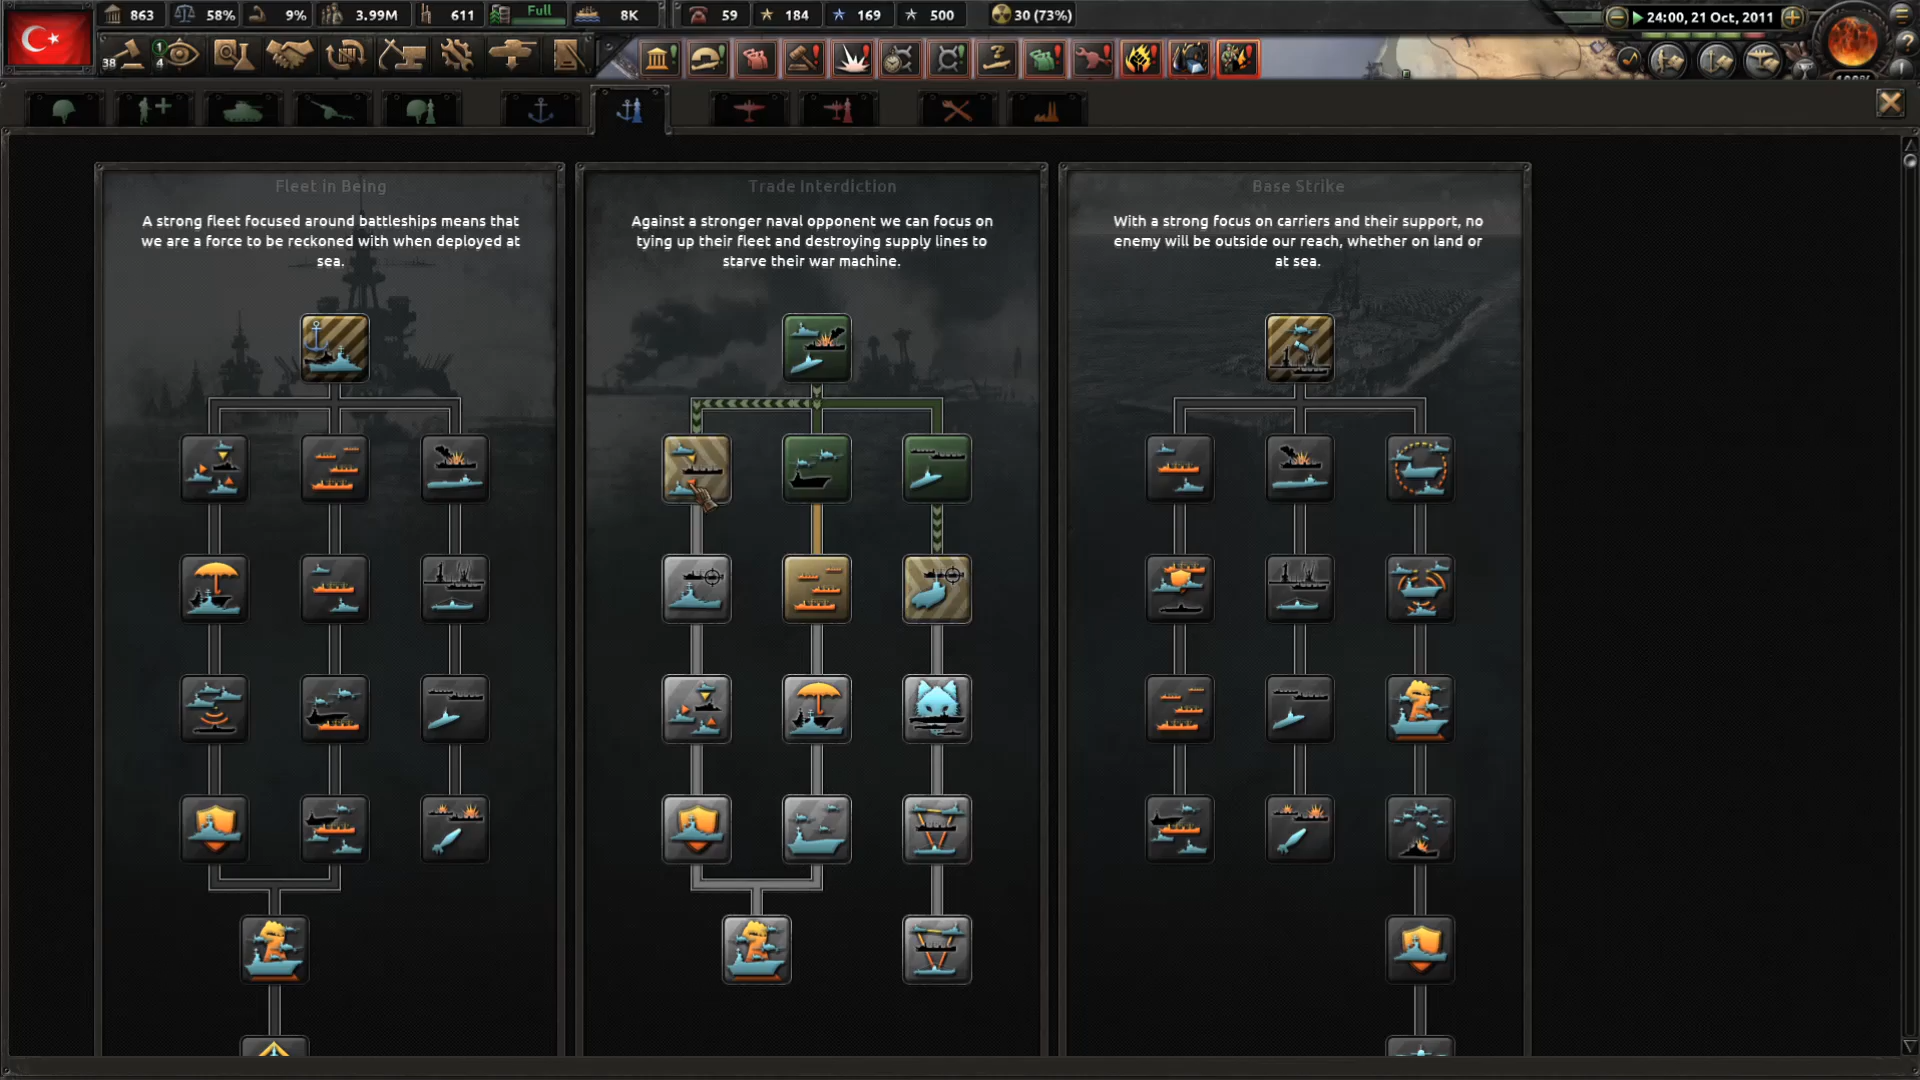 863
58%
9%
3.99M
611
Full
8K
59
184
169
500
30 (73%)
24:00, 21 Oct, 2011
38
1
4
Fleet in Being
A strong fleet focused around battleships means that
we are a force to be reckoned with when deployed at
sea.
Trade Interdiction
Against a stronger naval opponent we can focus on
tying up their fleet and destroying supply lines to
starve their war machine.
Base Strike
With a strong focus on carriers and their support, no
enemy will be outside our reach, whether on land or
at sea.